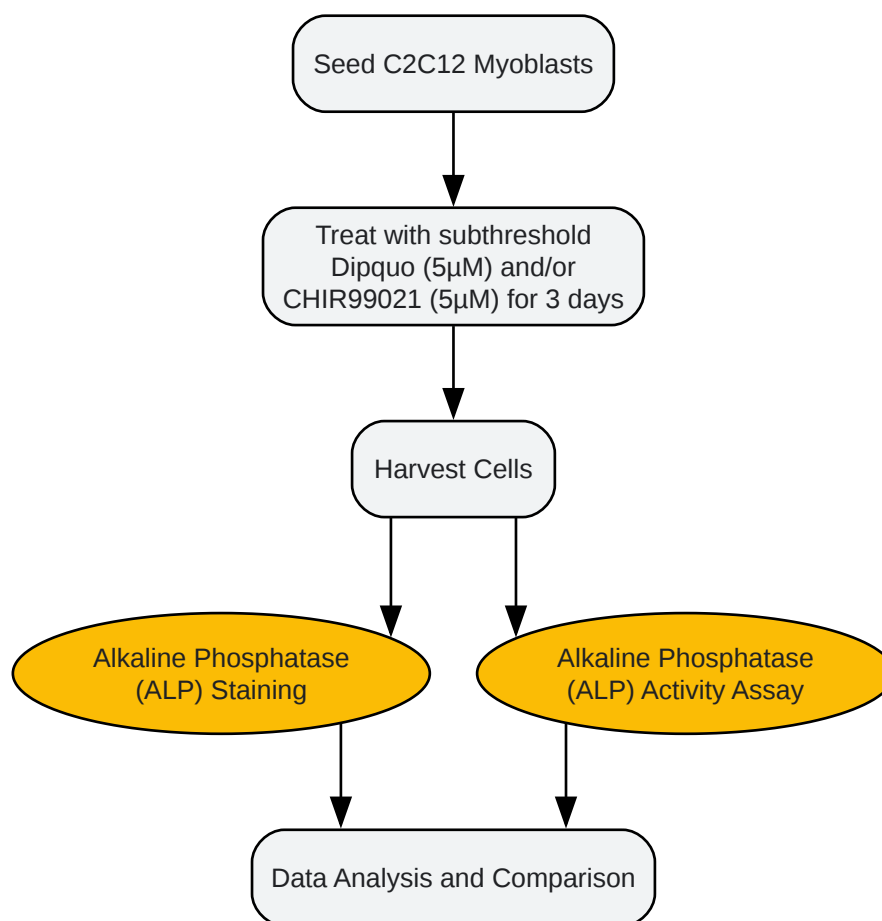 Seed C2C12 Myoblasts
Treat with subthreshold
Dipquo (5µM) and/or
CHIR99021 (5µM) for 3 days
Harvest Cells
Alkaline Phosphatase
(ALP) Staining
Alkaline Phosphatase
(ALP) Activity Assay
Data Analysis and Comparison